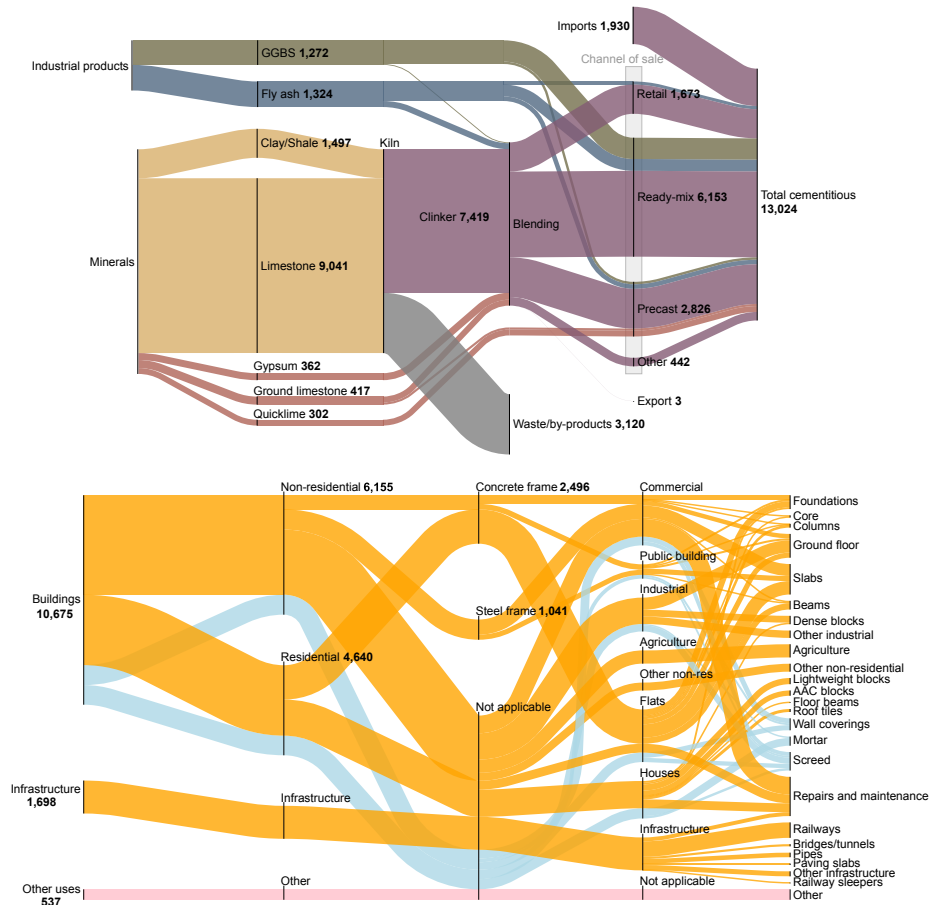 Imports 1,930
Channel of sale
Industrial products
GGBS 1,272
Fly ash 1,324
Retail 1,673
Clay/Shale 1,497
Kiln
Minerals
Limestone 9,041
Clinker 7,419
Blending
Ready-mix 6,153
Total cementitious
13,024
Precast 2,826
Gypsum 362
Ground limestone 417
Quicklime 302
Other 442
Export 3
Waste/by-products 3,120
Non-residential 6,155
Concrete frame 2,496
Commercial
Foundations
Core
Columns
Ground floor
Public building
Slabs
Buildings
10,675
Industrial
Beams
Steel frame 1,041
Dense blocks
Other industrial
Agriculture
Agriculture
Residential 4,640
Other non-res
Other non-residential
Lightweight blocks
AAC blocks
Floor beams
Flats
Not applicable
Roof tiles
Wall coverings
Mortar
Screed
Houses
Infrastructure
1,698
Infrastructure
Repairs and maintenance
Infrastructure
Railways
Bridges/tunnels
Pipes
Paving slabs
Other infrastructure
Railway sleepers
Other uses
537
Other
Not applicable
Other